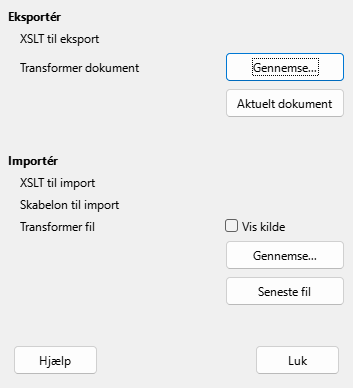 Eksportér
XSLT til eksport
Transformer dokument
Gennemse...
Aktuelt dokument
Importér
XSLT til import
Skabelon til import
Transformer fil
Vis kilde
Gennemse...
Seneste fil
Hjælp
Luk